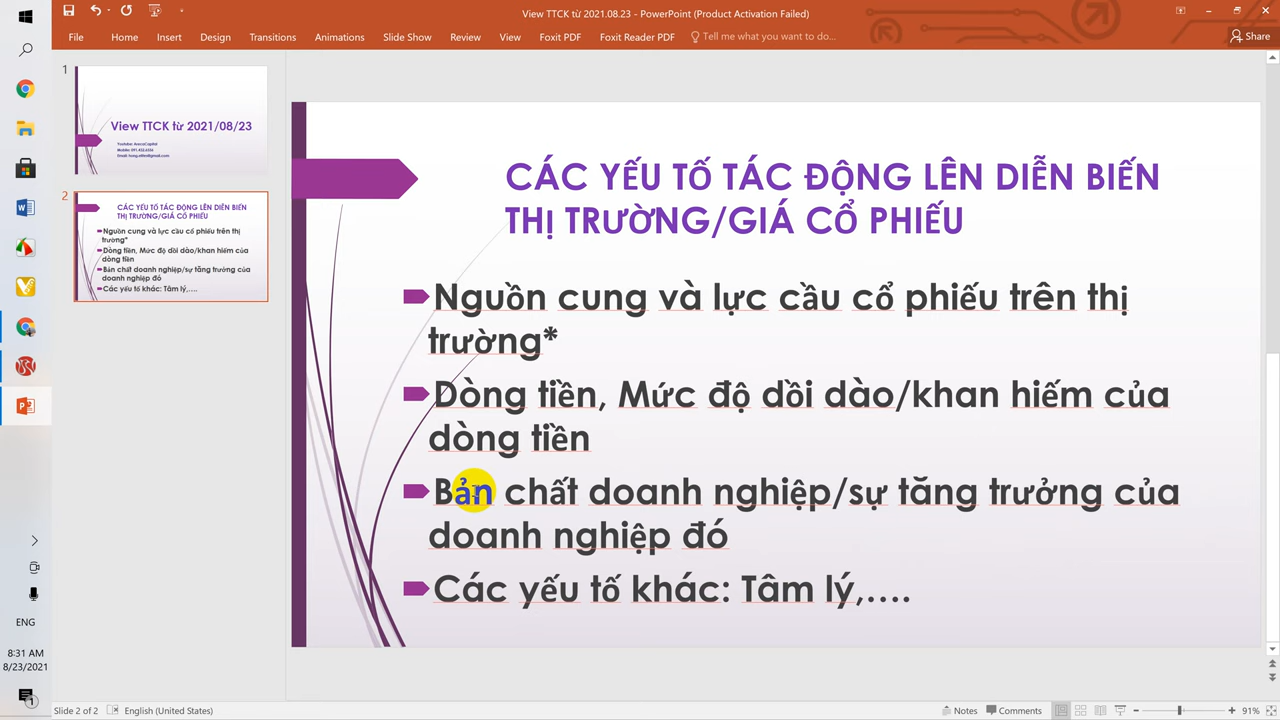 View TTCK từ 2021.08.23 - PowerPoint (Product Activation Failed)
File Home Insert Design Transitions Animations Slide Show Review View Foxit PDF Foxit Reader PDF Tell me what you want to do... Share
1
View TTCK từ 2021/08/23
2
CÁC YẾU TỐ TÁC ĐỘNG LÊN DIỄN BIẾN
THỊ TRƯỜNG/GIÁ CỔ PHIẾU
Nguồn cung và lực cầu cổ phiếu trên thị
trường*
Dòng tiền, Mức độ dồi dào/khan hiếm của
dòng tiền
Bản chất doanh nghiệp/sự tăng trưởng của
doanh nghiệp đó
Các yếu tố khác: Tâm lý,....
CÁC YẾU TỐ TÁC ĐỘNG LÊN DIỄN BIẾN
THỊ TRƯỜNG/GIÁ CỔ PHIẾU
Nguồn cung và lực cầu cổ phiếu trên thị
trường*
Dòng tiền, Mức độ dồi dào/khan hiếm của
dòng tiền
Bản chất doanh nghiệp/sự tăng trưởng của
doanh nghiệp đó
Các yếu tố khác: Tâm lý,....
ENG
8:31 AM
8/23/2021
1
Slide 2 of 2 English (United States) Notes Comments 91%